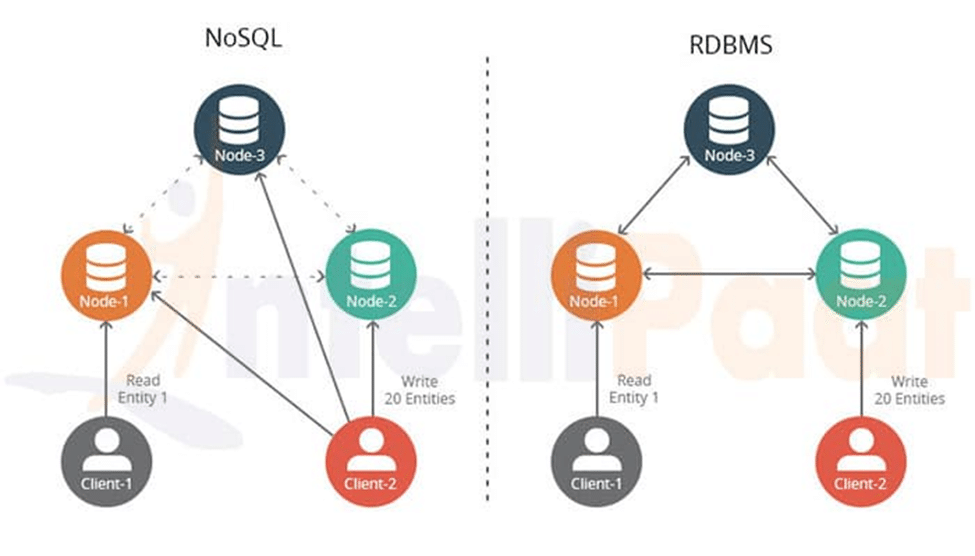 NoSQL
Node-3
Node-1
Node-2
Read
Entity 1
Write
20 Entities
Client-1
Client-2
RDBMS
Node-3
Node-1
Node-2
Read
Entity 1
Write
20 Entities
Client-1
Client-2
IntelliPaat